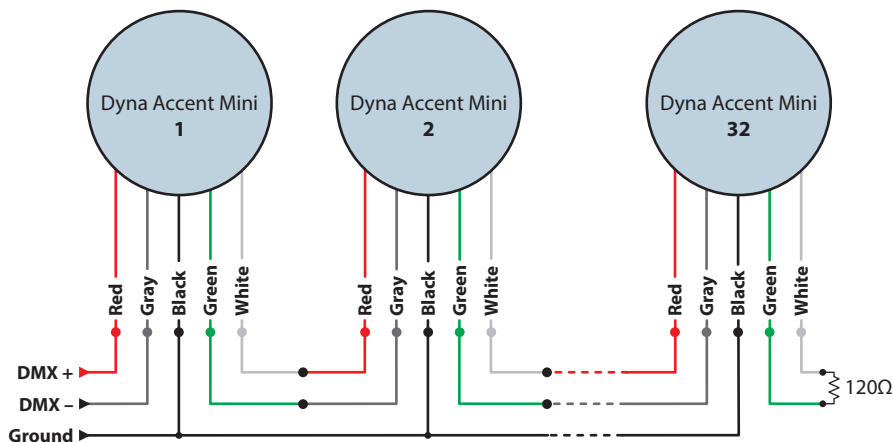 Dyna Accent Mini
1
Dyna Accent Mini
2
Dyna Accent Mini
32
Red
Gray
Black
Green
White
Red
Gray
Black
Green
White
Red
Gray
Black
Green
White
DMX +
DMX –
Ground
120Ω